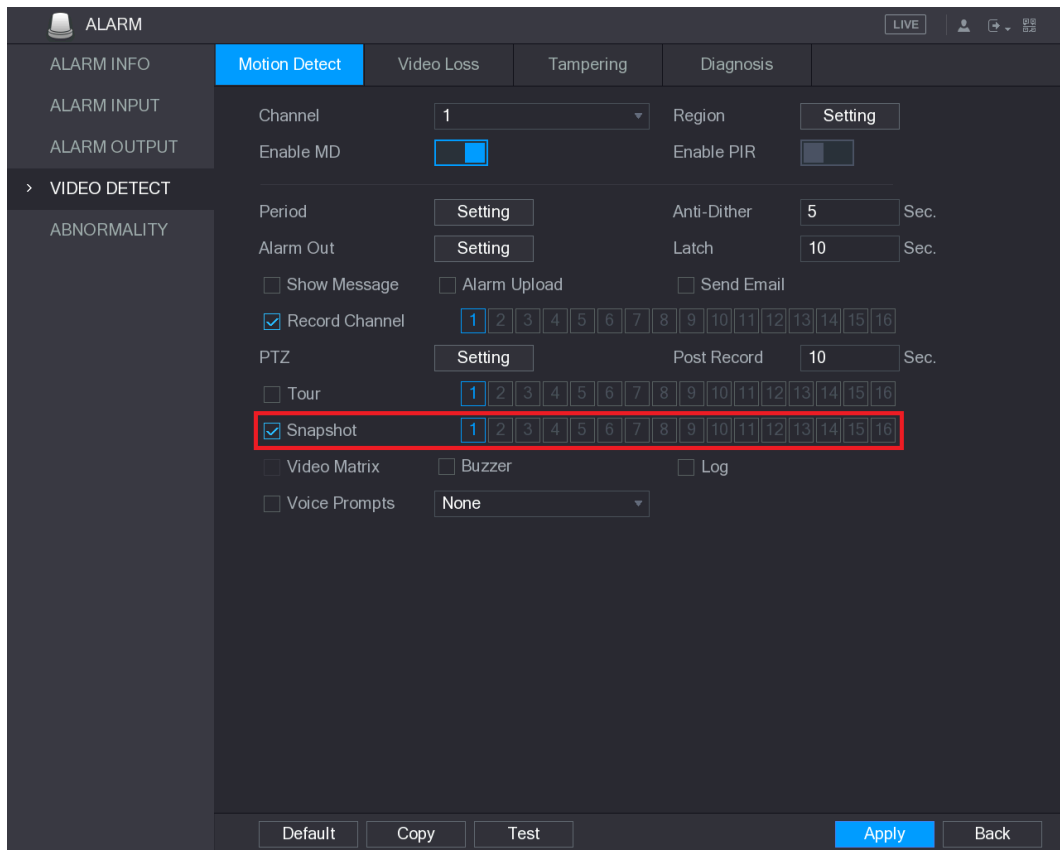 ALARM LIVE
ALARM INFO
ALARM INPUT
ALARM OUTPUT
> VIDEO DETECT
ABNORMALITY
Motion Detect Video Loss Tampering Diagnosis
Channel 1 Region Setting
Enable MD Enable PIR
Period Setting Anti-Dither 5 Sec.
Alarm Out Setting Latch 10 Sec.
Show Message Alarm Upload Send Email
Record Channel 1 2 3 4 5 6 7 8 9 10 11 12 13 14 15 16
PTZ Setting Post Record 10 Sec.
Tour 1 2 3 4 5 6 7 8 9 10 11 12 13 14 15 16
Snapshot 1 2 3 4 5 6 7 8 9 10 11 12 13 14 15 16
Video Matrix Buzzer Log
Voice Prompts None
Default Copy Test Apply Back